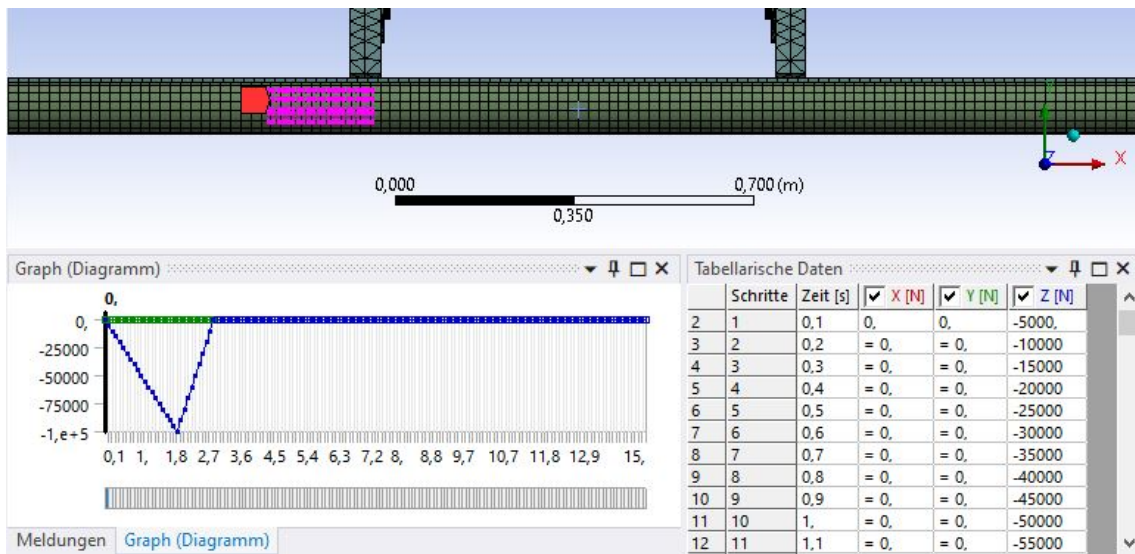 Y
Z
X
0,000 0,700 (m)
0,350
Graph (Diagramm)
0,
0,
-25000
-50000
-75000
-1,e+5
0,1 1, 1,8 2,7 3,6 4,5 5,4 6,3 7,2 8, 8,8 9,7 10,7 11,8 12,9 15,
Meldungen Graph (Diagramm)
Tabellarische Daten
Schritte Zeit [s] X [N] Y [N] Z [N]
2 1 0,1 0, 0, -5000,
3 2 0,2 = 0, = 0, -10000
4 3 0,3 = 0, = 0, -15000
5 4 0,4 = 0, = 0, -20000
6 5 0,5 = 0, = 0, -25000
7 6 0,6 = 0, = 0, -30000
8 7 0,7 = 0, = 0, -35000
9 8 0,8 = 0, = 0, -40000
10 9 0,9 = 0, = 0, -45000
11 10 1, = 0, = 0, -50000
12 11 1,1 = 0, = 0, -55000